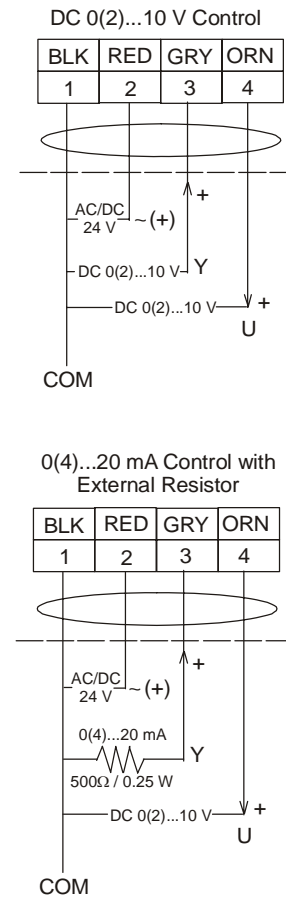 DC 0(2)...10 V Control
BLK RED GRY ORN
1 2 3 4
+
AC/DC
24 V ~ (+)
DC 0(2)...10 V Y
DC 0(2)...10 V +
U
COM
0(4)...20 mA Control with
External Resistor
BLK RED GRY ORN
1 2 3 4
+
AC/DC
24 V ~ (+)
0(4)...20 mA
Y
500Ω / 0.25 W
DC 0(2)...10 V +
U
COM